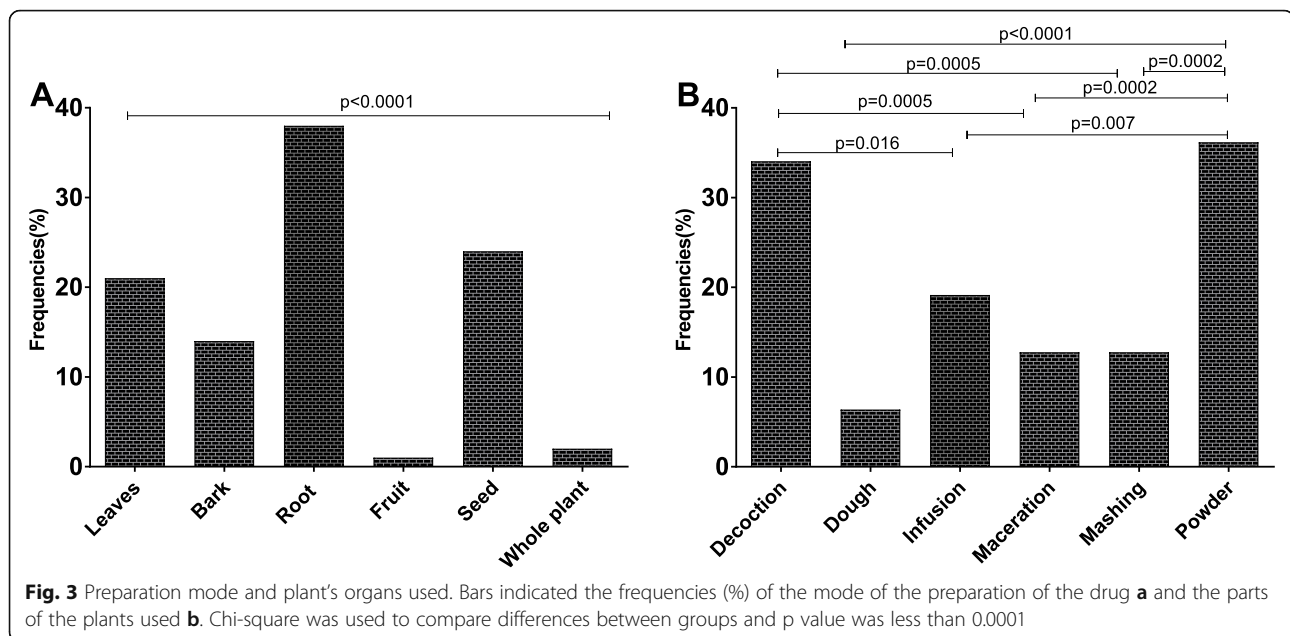 A
p<0.0001
Frequencies(%)
40
30
20
10
0
Leaves
Bark
Root
Fruit
Seed
Whole plant
B
p<0.0001
p=0.0005
p=0.0002
p=0.0005
p=0.0002
p=0.016
p=0.007
Frequencies(%)
40
30
20
10
0
Decoction
Dough
Infusion
Maceration
Mashing
Powder
Fig. 3 Preparation mode and plant's organs used. Bars indicated the frequencies (%) of the mode of the preparation of the drug a and the parts
of the plants used b. Chi-square was used to compare differences between groups and p value was less than 0.0001